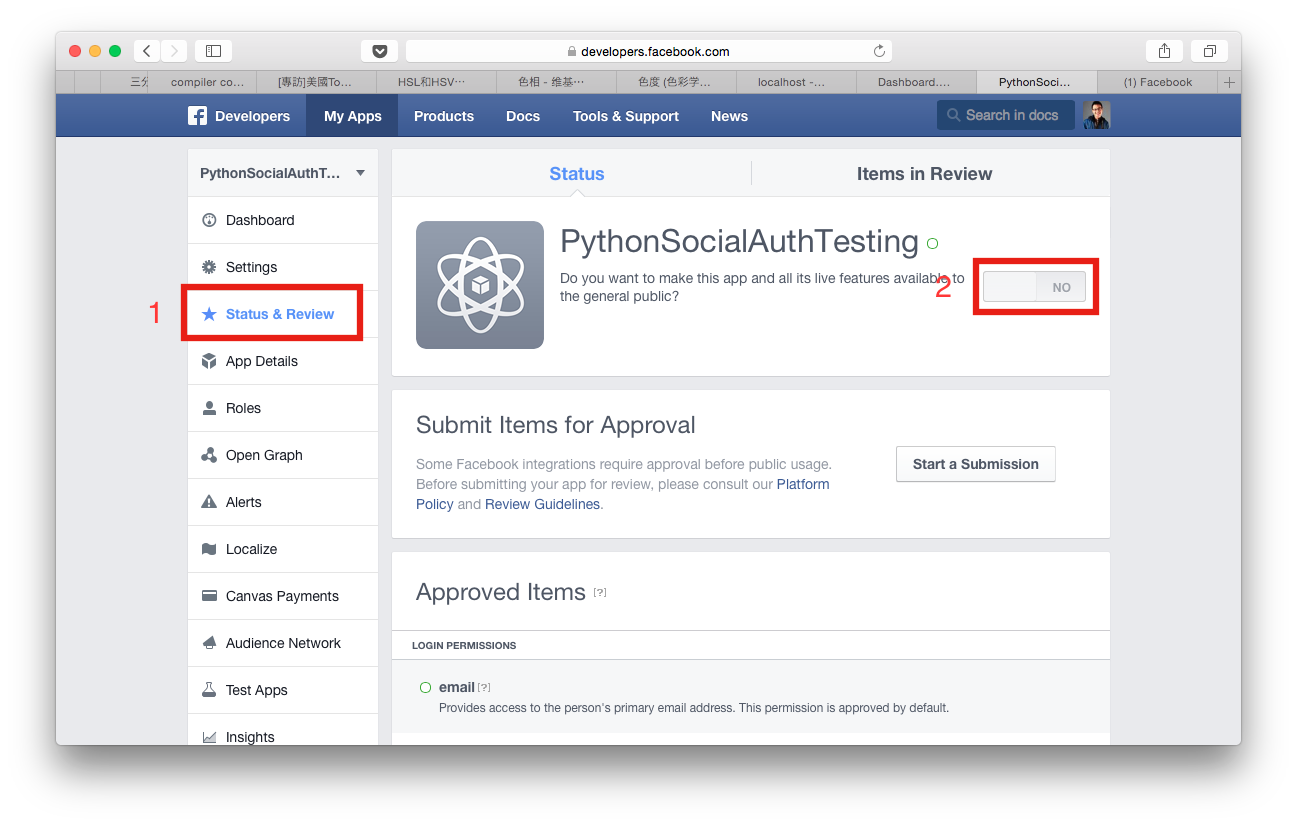 developers.facebook.com
三分
compiler co...
[專訪]美國To...
HSL和HSV...
色相 - 維基...
色度 (色彩学...
localhost -...
Dashboard....
PythonSoci...
(1) Facebook
Developers
My Apps
Products
Docs
Tools & Support
News
Search in docs
PythonSocialAuthT...
Status
Items in Review
Dashboard
Settings
1
Status & Review
App Details
Roles
Open Graph
Alerts
Localize
Canvas Payments
Audience Network
Test Apps
Insights
PythonSocialAuthTesting
Do you want to make this app and all its live features available to
the general public?
2
NO
Submit Items for Approval
Some Facebook integrations require approval before public usage.
Before submitting your app for review, please consult our Platform
Policy and Review Guidelines.
Start a Submission
Approved Items [?]
LOGIN PERMISSIONS
email [?]
Provides access to the person's primary email address. This permission is approved by default.